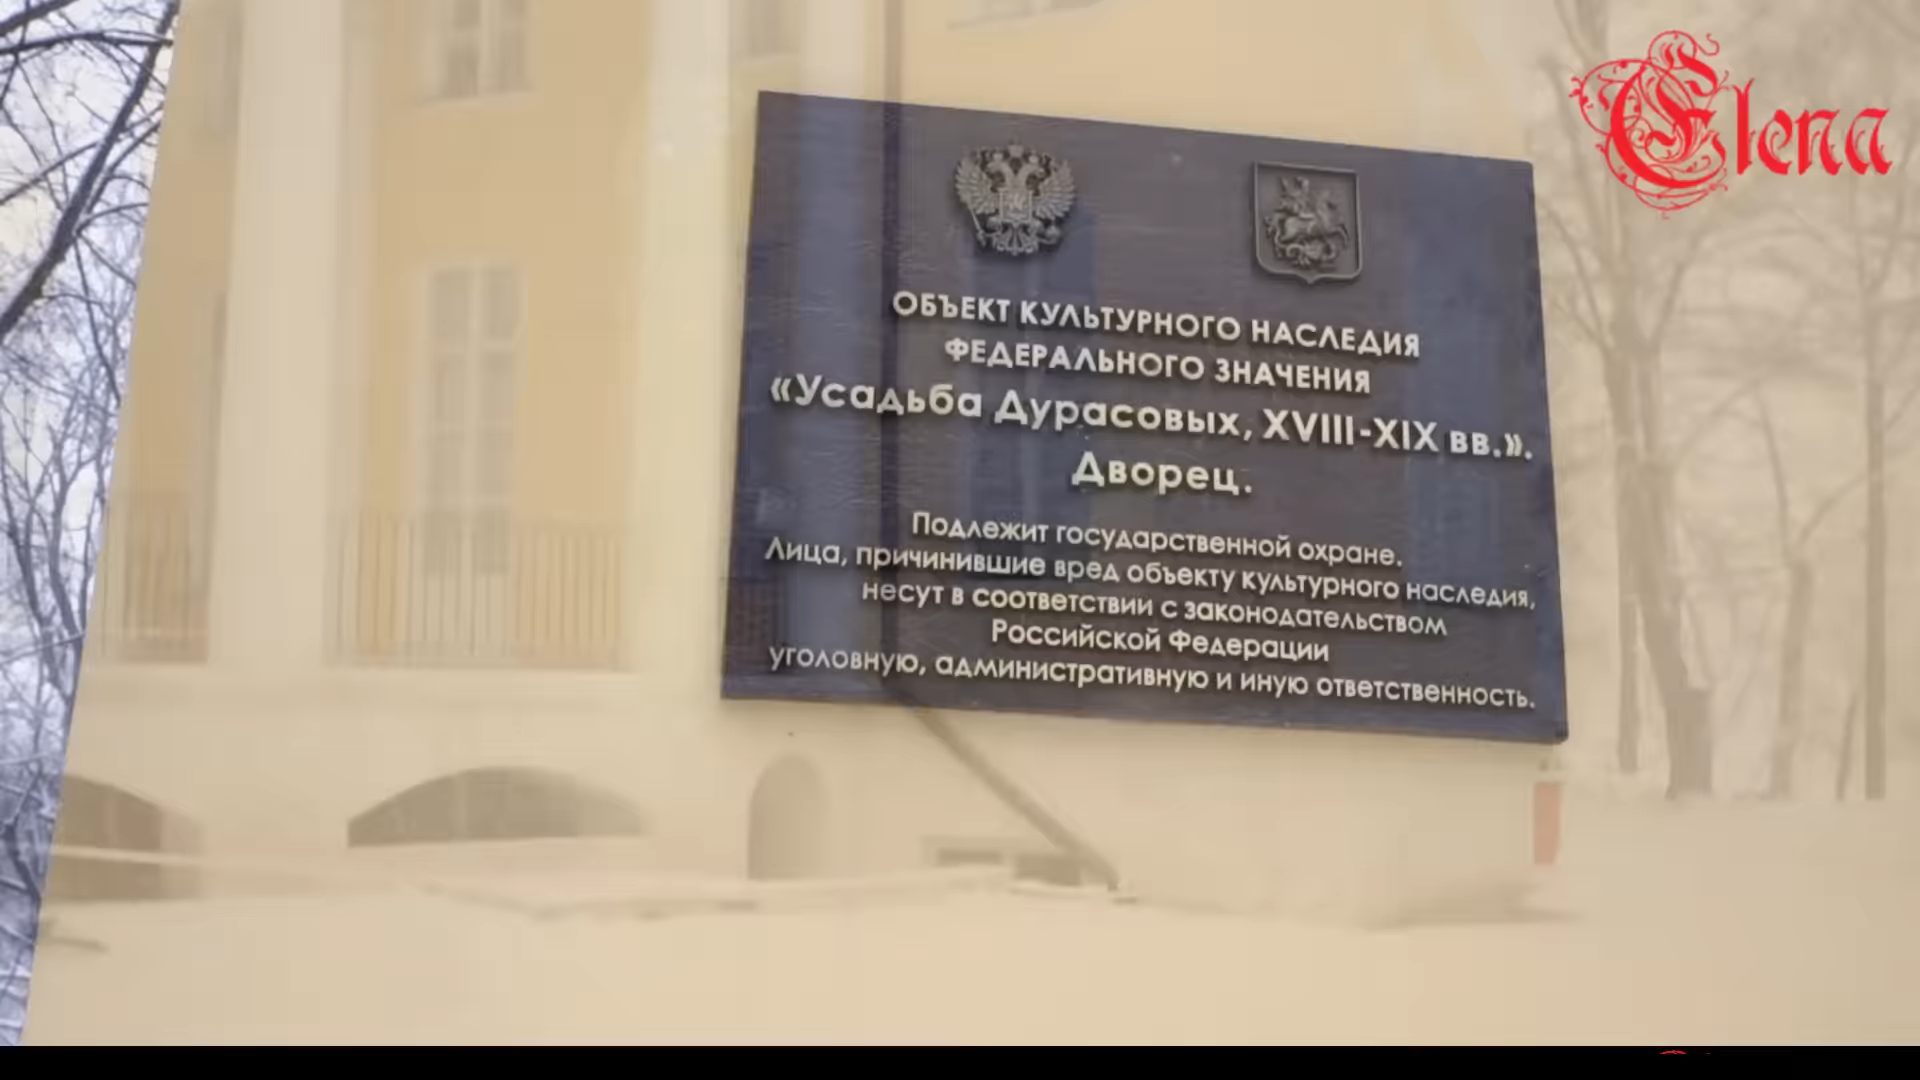 Elena
ОБЪЕКТ КУЛЬТУРНОГО НАСЛЕДИЯ
ФЕДЕРАЛЬНОГО ЗНАЧЕНИЯ
«Усадьба Дурасовых, XVIII-XIX вв.».
Дворец.
Подлежит государственной охране.
Лица, причинившие вред объекту культурного наследия,
несут в соответствии с законодательством
Российской Федерации
уголовную, административную и иную ответственность.